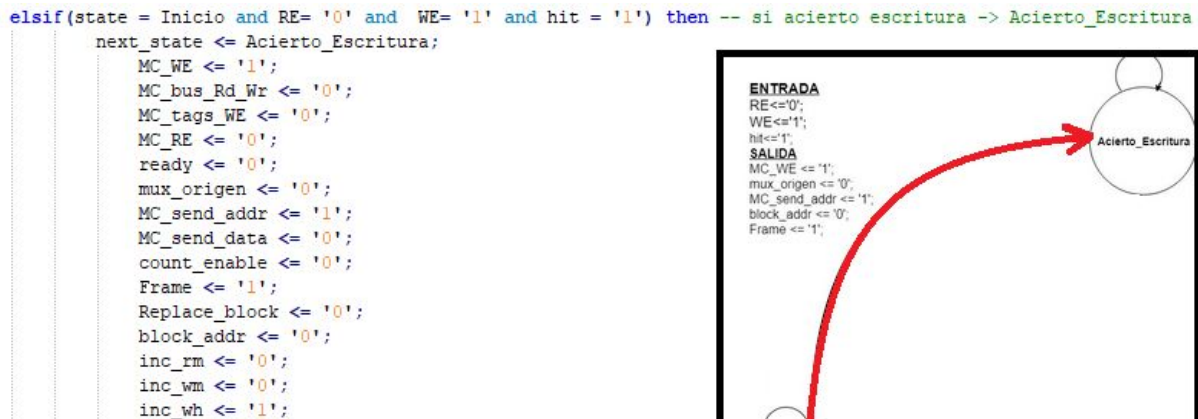 elsif(state = Inicio and RE= '0' and WE= '1' and hit = '1') then -- si acierto escritura -> Acierto_Escritura
next_state <= Acierto_Escritura;
MC_WE <= '1';
MC_bus_Rd_Wr <= '0';
MC_tags_WE <= '0';
MC_RE <= '0';
ready <= '0';
mux_origen <= '0';
MC_send_addr <= '1';
MC_send_data <= '0';
count_enable <= '0';
Frame <= '1';
Replace_block <= '0';
block_addr <= '0';
inc_rm <= '0';
inc_wm <= '0';
inc_wh <= '1';
ENTRADA
RE<='0';
WE<='1';
hit<='1';
SALIDA
MC_WE <= '1';
mux_origen <= '0';
MC_send_addr <= '1';
block_addr <= '0';
Frame <= '1';
Acierto_Escritura